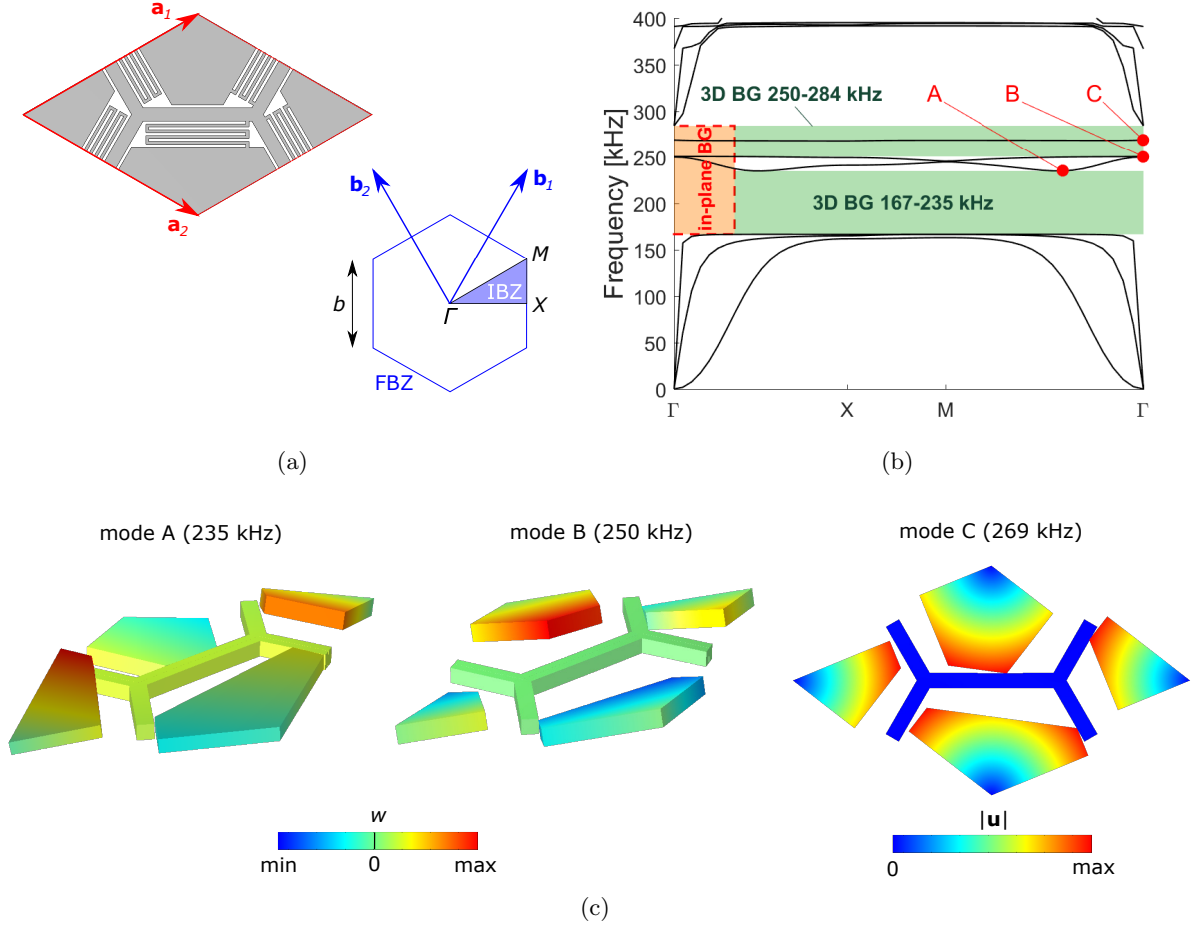 a1
a2
b2
b1
M
IBZ
b
Γ
X
FBZ
(a)
Frequency [kHz]
400
350
300
250
200
150
100
50
0
3D BG 250-284 kHz
A
B
C
in-plane BG
3D BG 167-235 kHz
Γ
X
M
Γ
(b)
mode A (235 kHz)
mode B (250 kHz)
mode C (269 kHz)
w
min
0
max
|u|
0
max
(c)